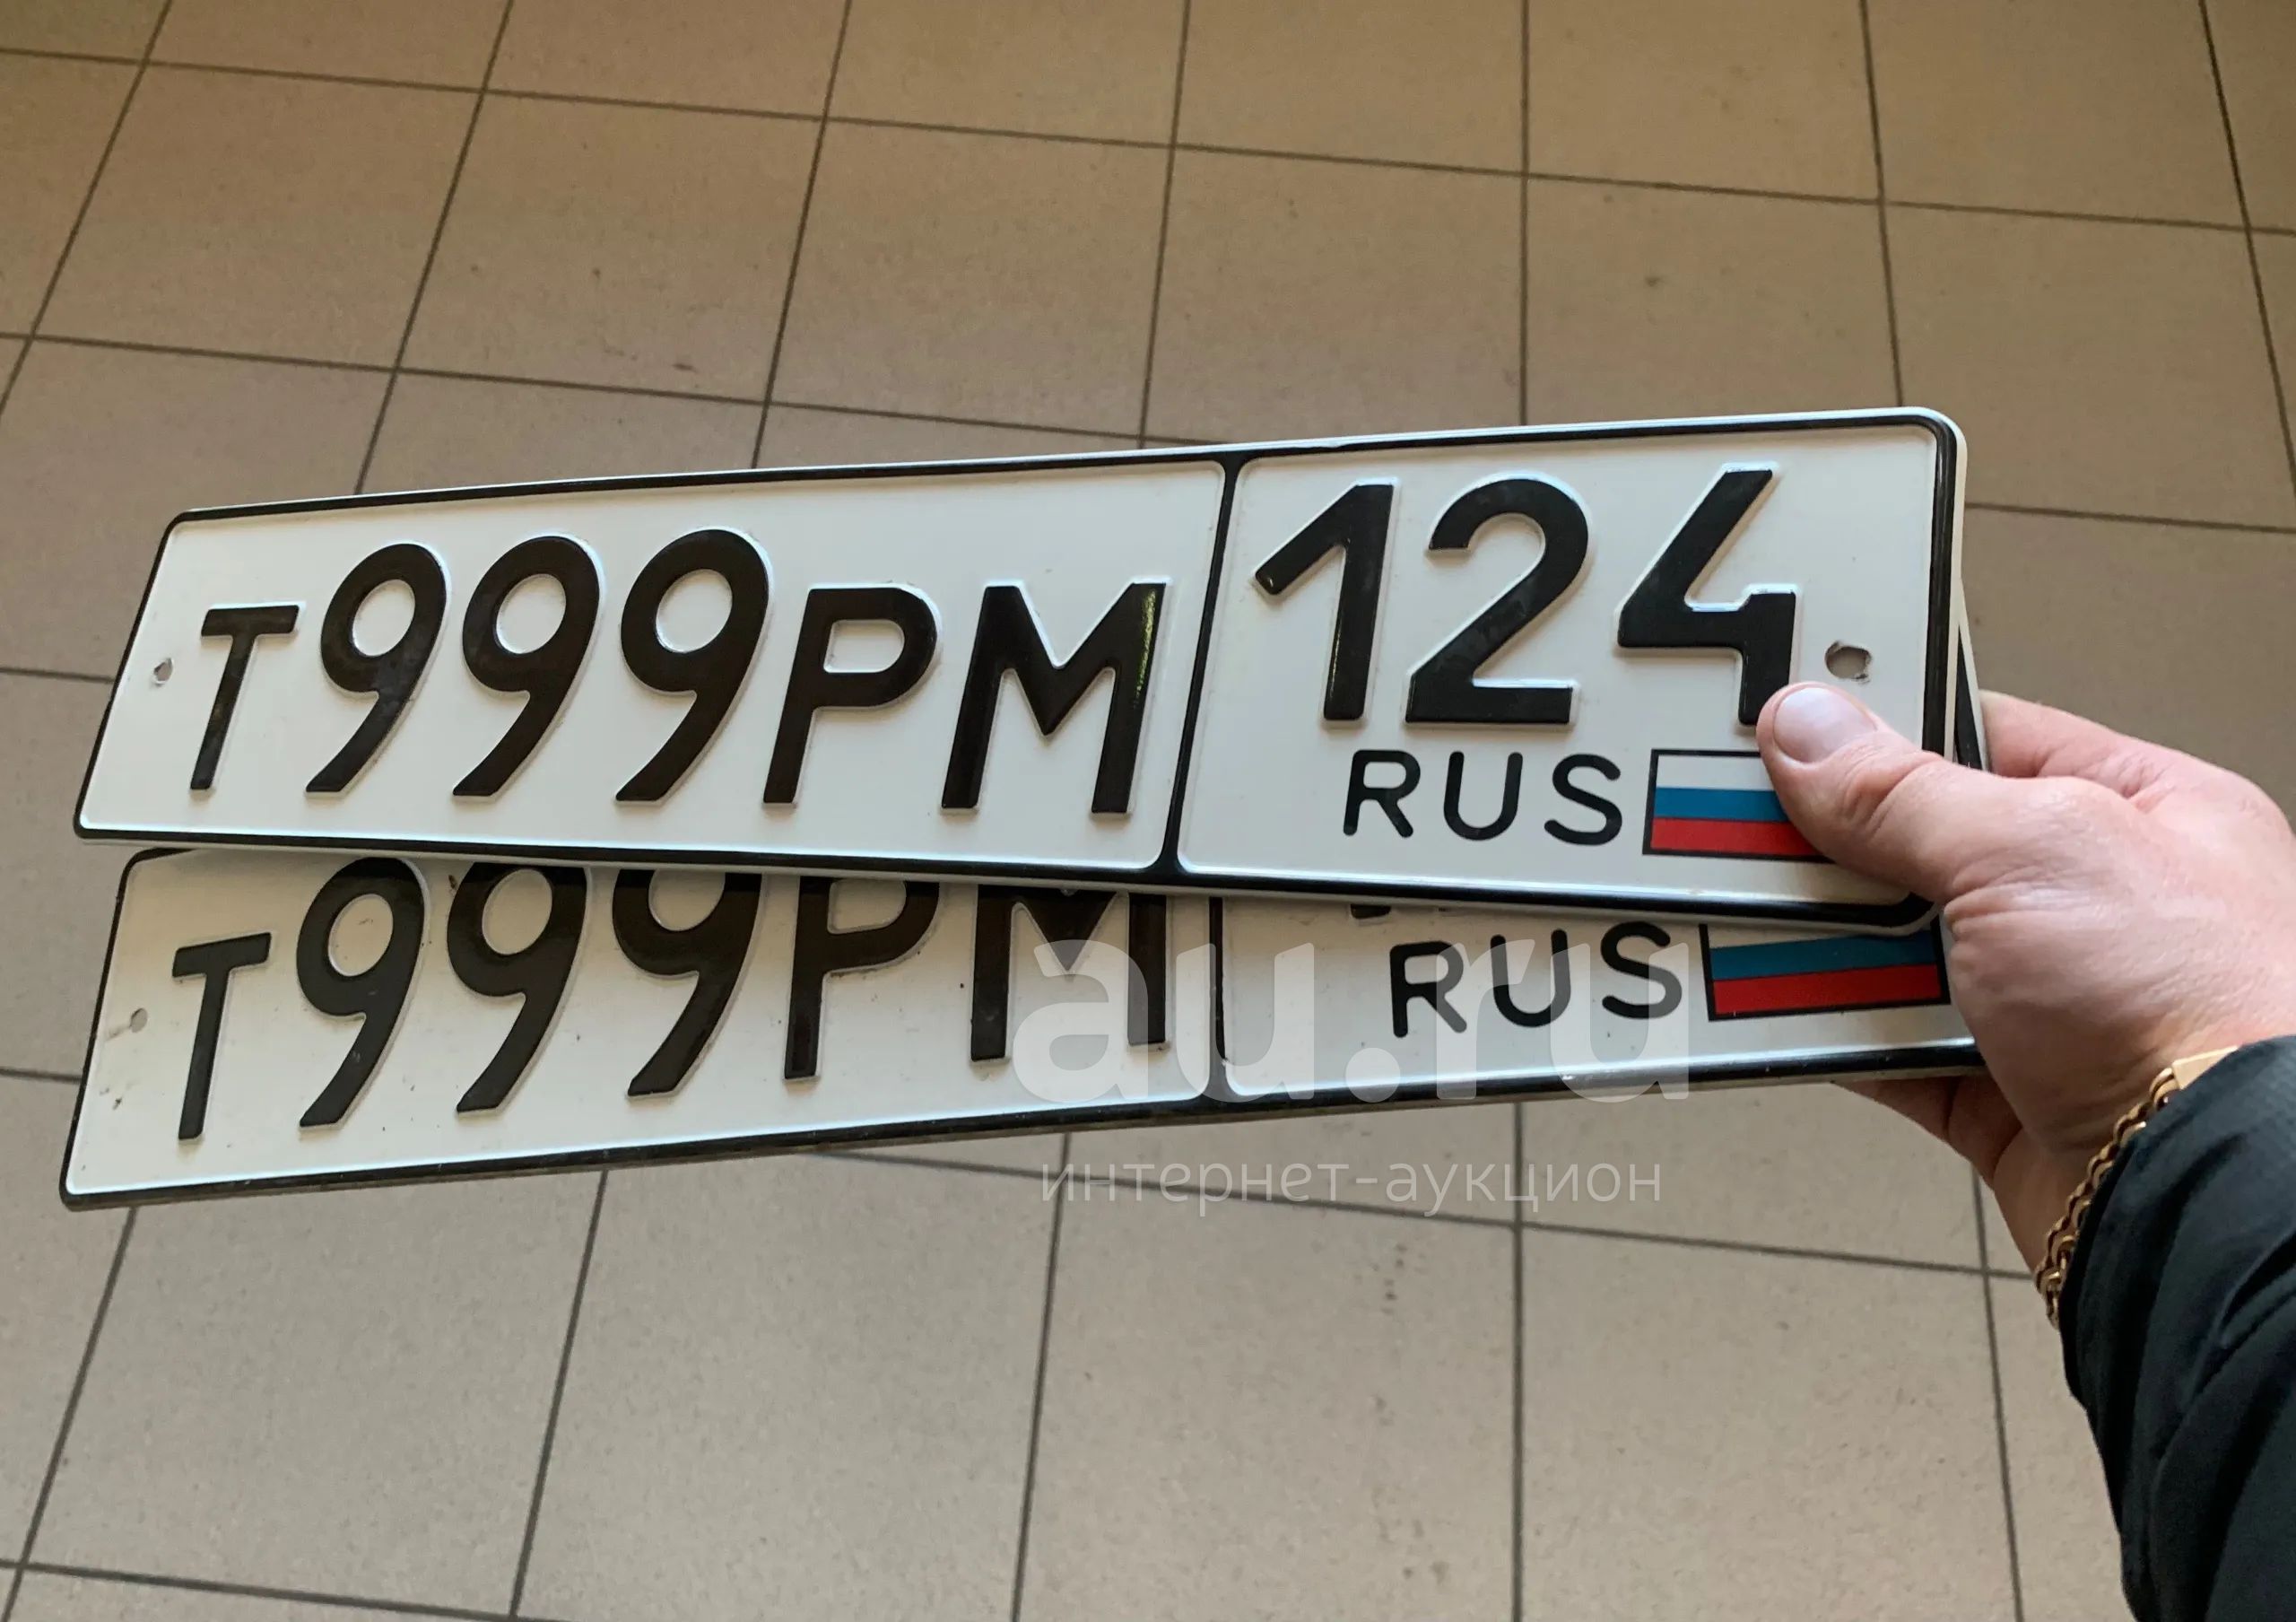 Т999РМ 124
RUS
Т999РМ
RUS
au.ru
интернет-аукцион